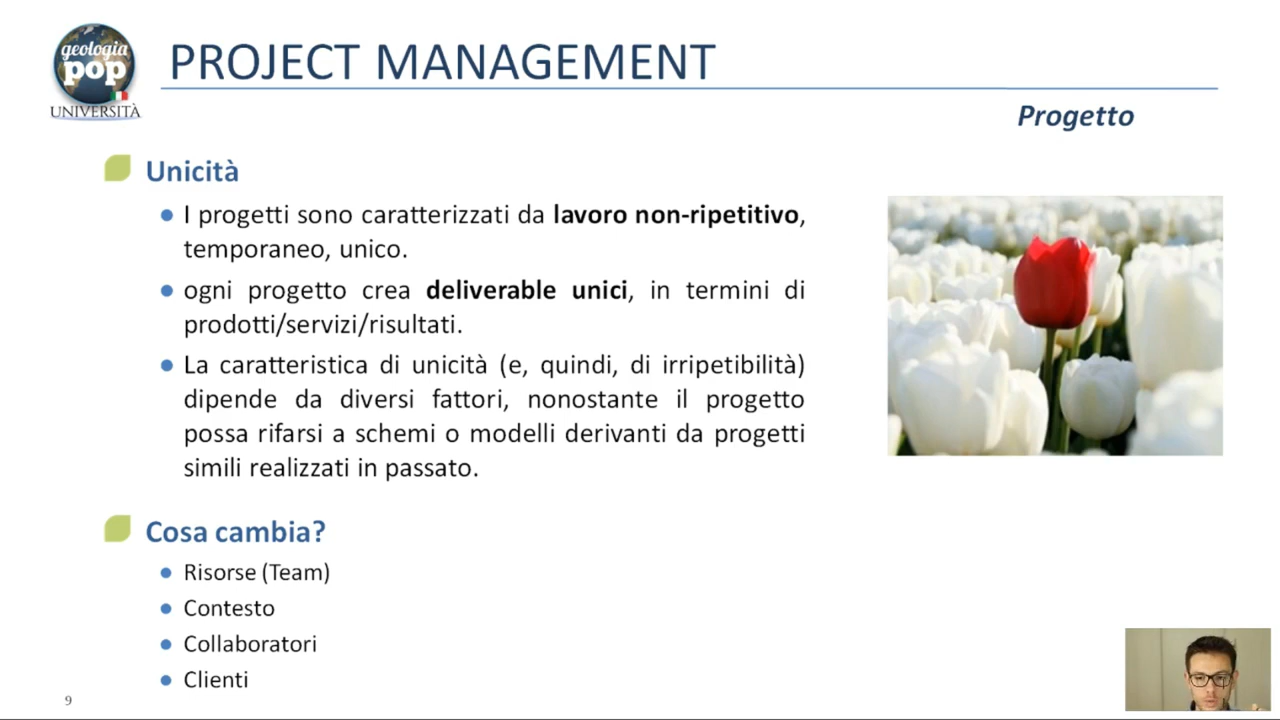 geologia
pop
UNIVERSITÀ
PROJECT MANAGEMENT
Progetto
Unicità
I progetti sono caratterizzati da lavoro non-ripetitivo,
temporaneo, unico.
ogni progetto crea deliverable unici, in termini di
prodotti/servizi/risultati.
La caratteristica di unicità (e, quindi, di irripetibilità)
dipende da diversi fattori, nonostante il progetto
possa rifarsi a schemi o modelli derivanti da progetti
simili realizzati in passato.
Cosa cambia?
Risorse (Team)
Contesto
Collaboratori
Clienti
9